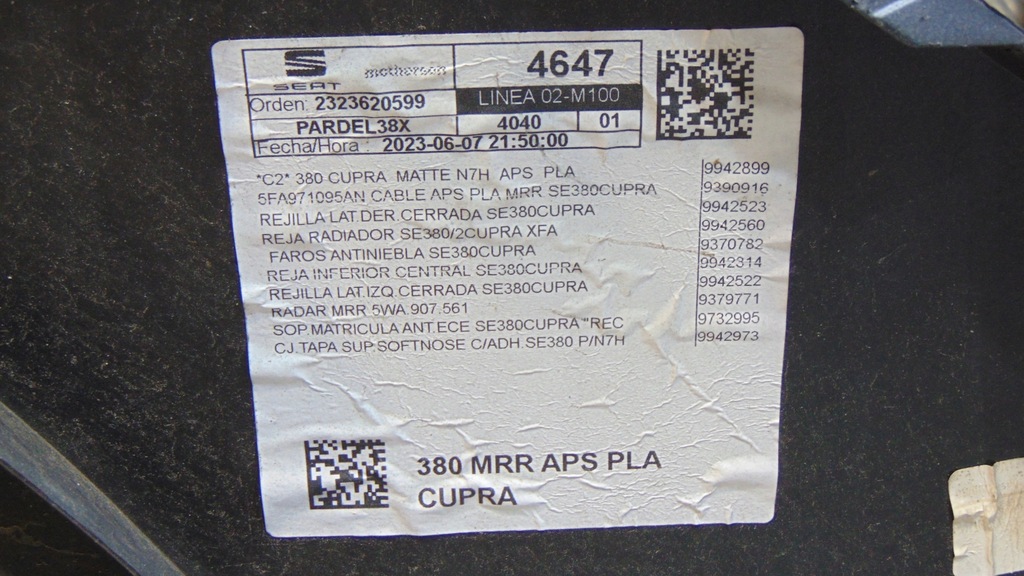 SEAT
motherson
4647
Orden: 2323620599
LINEA 02-M100
PARDEL38X
4040
01
Fecha/Hora : 2023-06-07 21:50:00
*C2* 380 CUPRA MATTE N7H APS PLA 9942899
5FA971095AN CABLE APS PLA MRR SE380CUPRA 9390916
REJILLA LAT.DER.CERRADA SE380CUPRA 9942523
REJA RADIADOR SE380/2CUPRA XFA 9942560
FAROS ANTINIEBLA SE380CUPRA 9370782
REJA INFERIOR CENTRAL SE380CUPRA 9942314
REJILLA LAT.IZQ.CERRADA SE380CUPRA 9942522
RADAR MRR 5WA.907.561 9379771
SOP.MATRICULA ANT.ECE SE380CUPRA "REC 9732995
CJ.TAPA SUP.SOFTNOSE C/ADH.SE380 P/N7H 9942973
380 MRR APS PLA
CUPRA